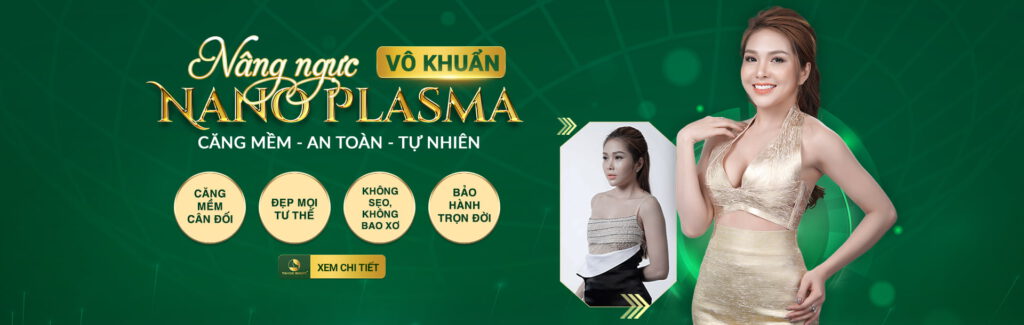 Nâng ngực VÔ KHUẨN
NANO PLASMA
CĂNG MỀM - AN TOÀN - TỰ NHIÊN
CĂNG
MỀM
CÂN ĐỐI
ĐẸP MỌI
TƯ THẾ
KHÔNG
SẸO,
KHÔNG
BAO XƠ
BẢO
HÀNH
TRỌN ĐỜI
XEM CHI TIẾT